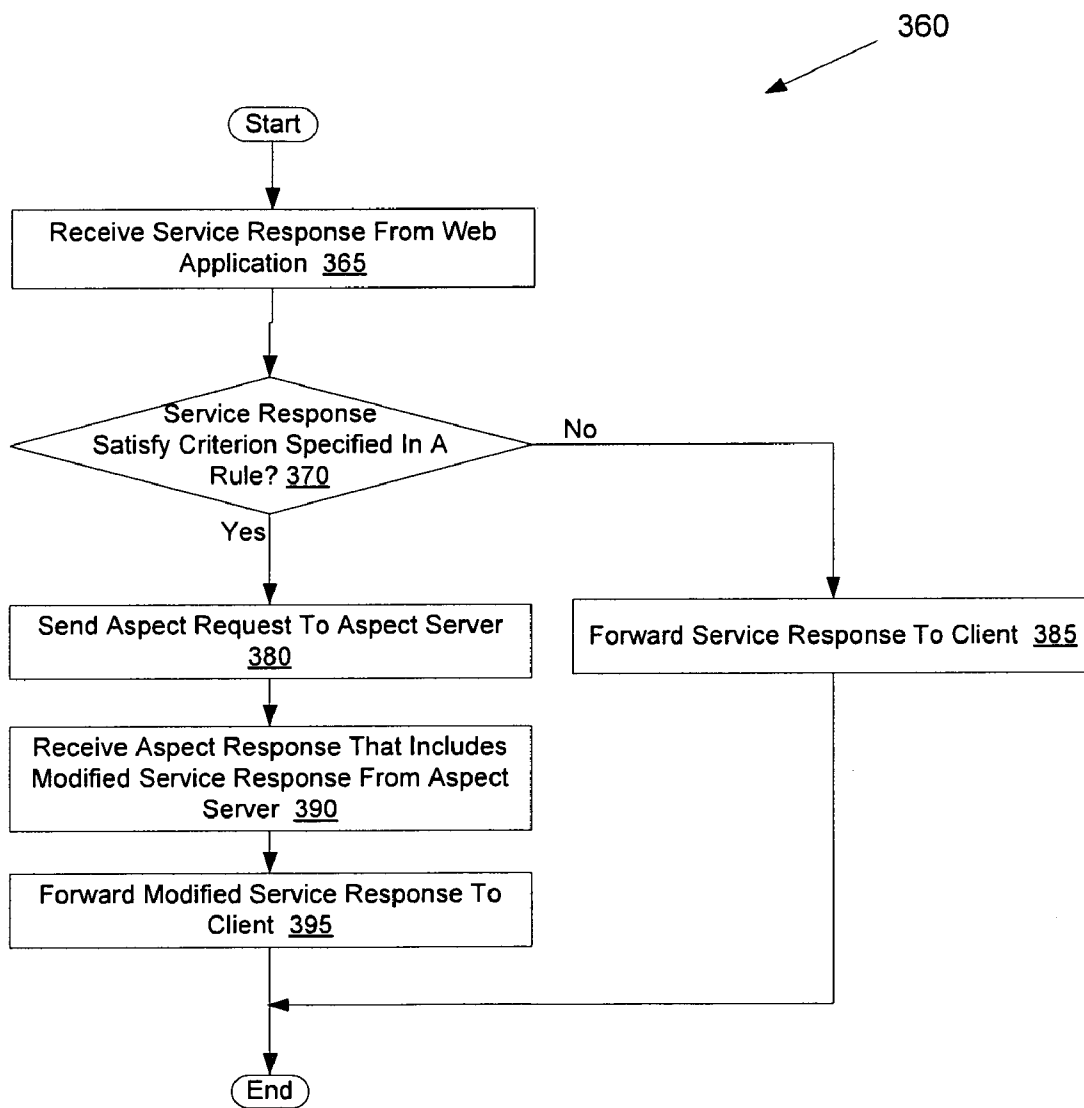 360
Start
Receive Service Response From Web
Application 365
Service Response
Satisfy Criterion Specified In A
Rule? 370
No
Yes
Send Aspect Request To Aspect Server
380
Forward Service Response To Client 385
Receive Aspect Response That Includes
Modified Service Response From Aspect
Server 390
Forward Modified Service Response To
Client 395
End